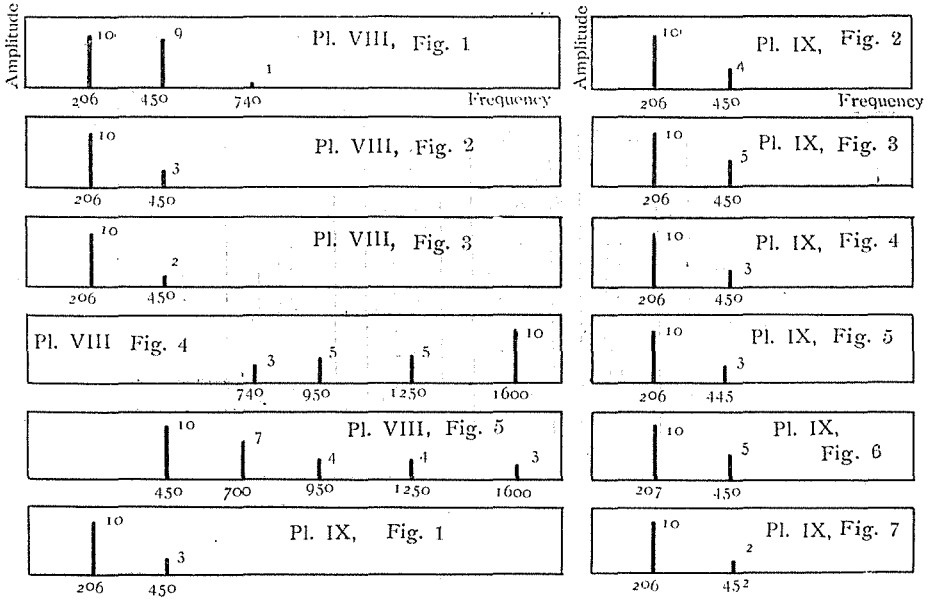 Amplitude
10 9 1
Pl. VIII, Fig. 1
206 450 740 Frequency
10 3
Pl. VIII, Fig. 2
206 450
10 2
Pl. VIII, Fig. 3
206 450
Pl. VIII Fig. 4
3 5 5 10
740 950 1250 1600
10 7 4 4 3
Pl. VIII, Fig. 5
450 700 950 1250 1600
10 3
Pl. IX, Fig. 1
206 450
Amplitude
10 4
Pl. IX, Fig. 2
206 450 Frequency
10 5
Pl. IX, Fig. 3
206 450
10 3
Pl. IX, Fig. 4
206 450
10 3
Pl. IX, Fig. 5
206 445
10 5
Pl. IX,
Fig. 6
207 450
10 2
Pl. IX, Fig. 7
206 452